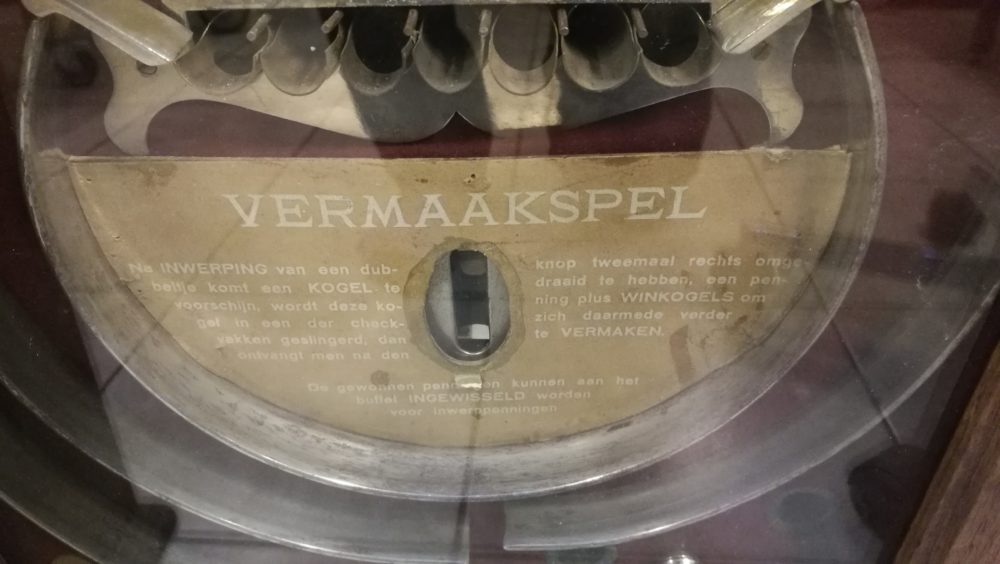 VERMAAKSPEL
Na INWERPING van een dub-
beltje komt een KOGEL te
voorschijn, wordt deze ko-
gel in een der check-
vakken geslingerd, dan
ontvangt men na den
knop tweemaal rechts omge-
draaid te hebben, een pen-
ning plus WINKOGELS om
zich daarmede verder
te VERMAKEN.
De gewonnen penningen kunnen aan het
buffet INGEWISSELD worden
voor inwerppenningen